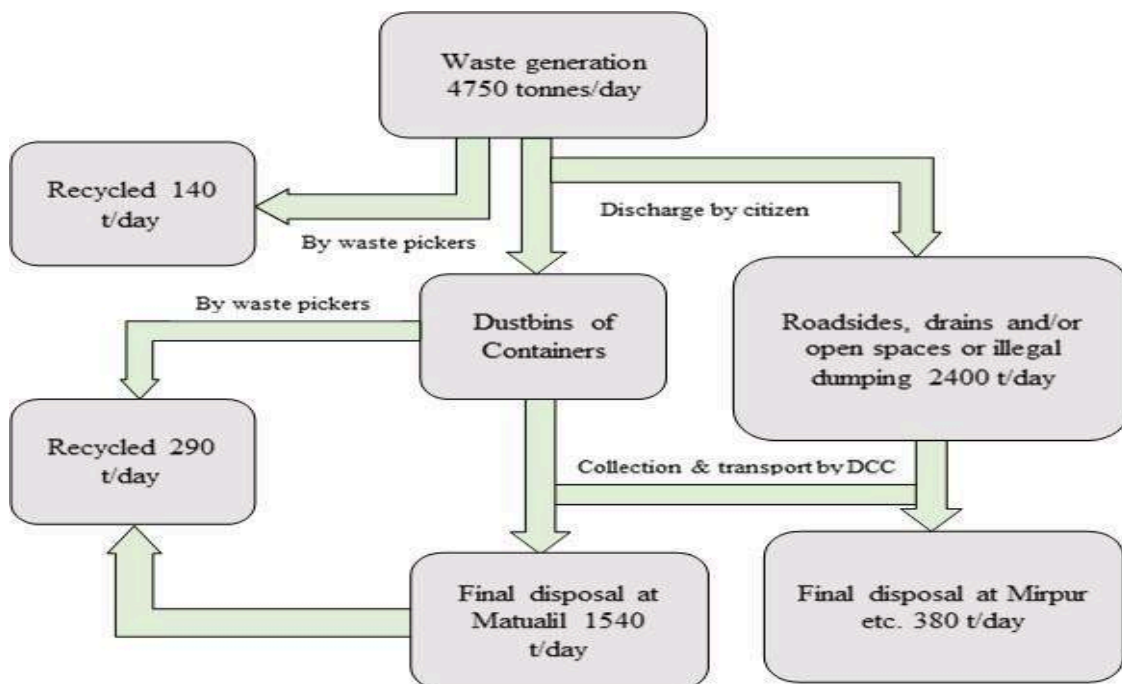 Waste generation
4750 tonnes/day
Recycled 140
t/day
Discharge by citizen
By waste pickers
By waste pickers
Dustbins of
Containers
Roadsides, drains and/or
open spaces or illegal
dumping 2400 t/day
Recycled 290
t/day
Collection & transport by DCC
Final disposal at
Matualil 1540
t/day
Final disposal at Mirpur
etc. 380 t/day